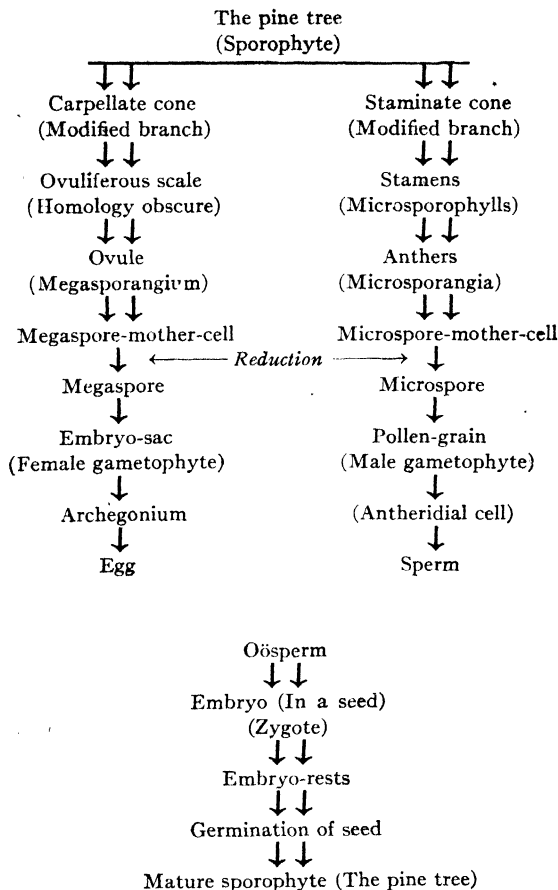 The pine tree
(Sporophyte)
Carpellate cone
(Modified branch)
Ovuliferous scale
(Homology obscure)
Ovule
(Megasporangium)
Megaspore-mother-cell
Staminate cone
(Modified branch)
Stamens
(Microsporophylls)
Anthers
(Microsporangia)
Microspore-mother-cell
Reduction
Megaspore
Embryo-sac
(Female gametophyte)
Archegonium
Egg
Microspore
Pollen-grain
(Male gametophyte)
(Antheridial cell)
Sperm
Oösperm
Embryo (In a seed)
(Zygote)
Embryo-rests
Germination of seed
Mature sporophyte (The pine tree)